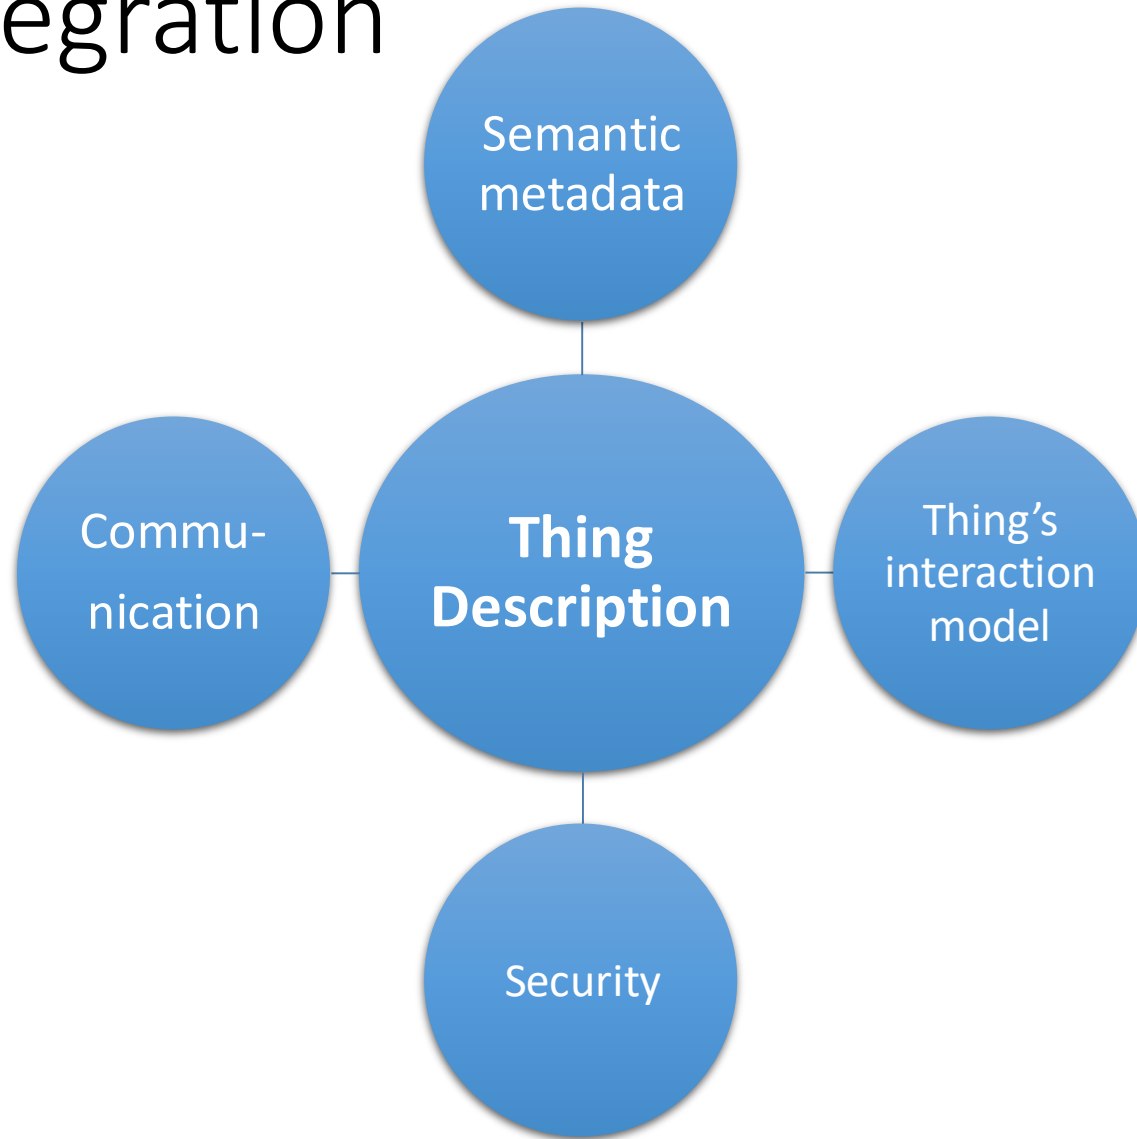 egration
Semantic
metadata
Commu-
nication
Thing
Description
Thing’s
interaction
model
Security